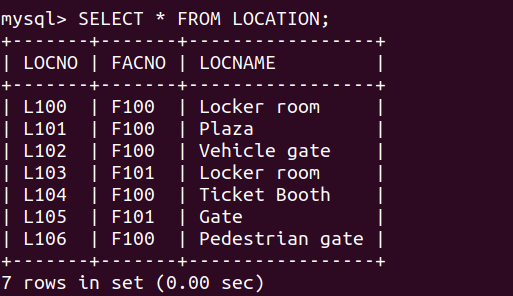 mysql> SELECT * FROM LOCATION;
+-------+-------+-----------------+
| LOCNO | FACNO | LOCNAME         |
+-------+-------+-----------------+
| L100  | F100  | Locker room     |
| L101  | F100  | Plaza           |
| L102  | F100  | Vehicle gate    |
| L103  | F101  | Locker room     |
| L104  | F100  | Ticket Booth    |
| L105  | F101  | Gate            |
| L106  | F100  | Pedestrian gate |
+-------+-------+-----------------+
7 rows in set (0.00 sec)